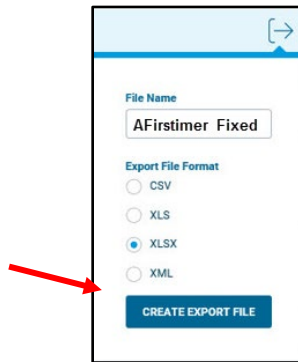 File Name
AFirstimer Fixed
Export File Format
CSV
XLS
XLSX
XML
CREATE EXPORT FILE